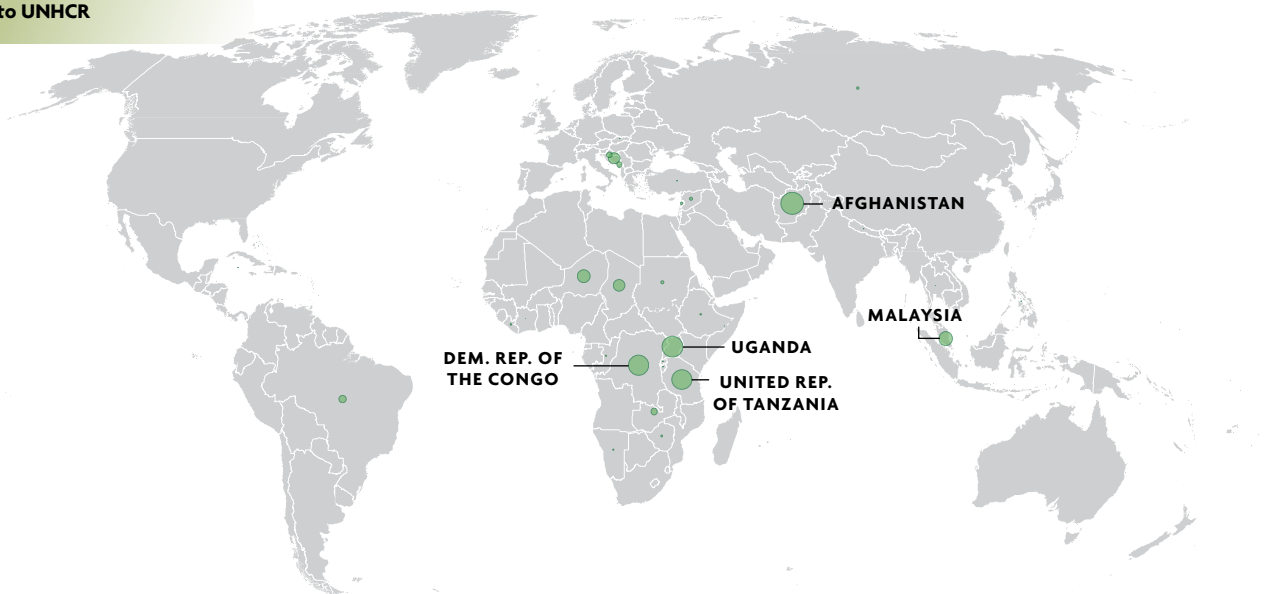 to UNHCR
AFGHANISTAN
MALAYSIA
UGANDA
DEM. REP. OF
THE CONGO
UNITED REP.
OF TANZANIA